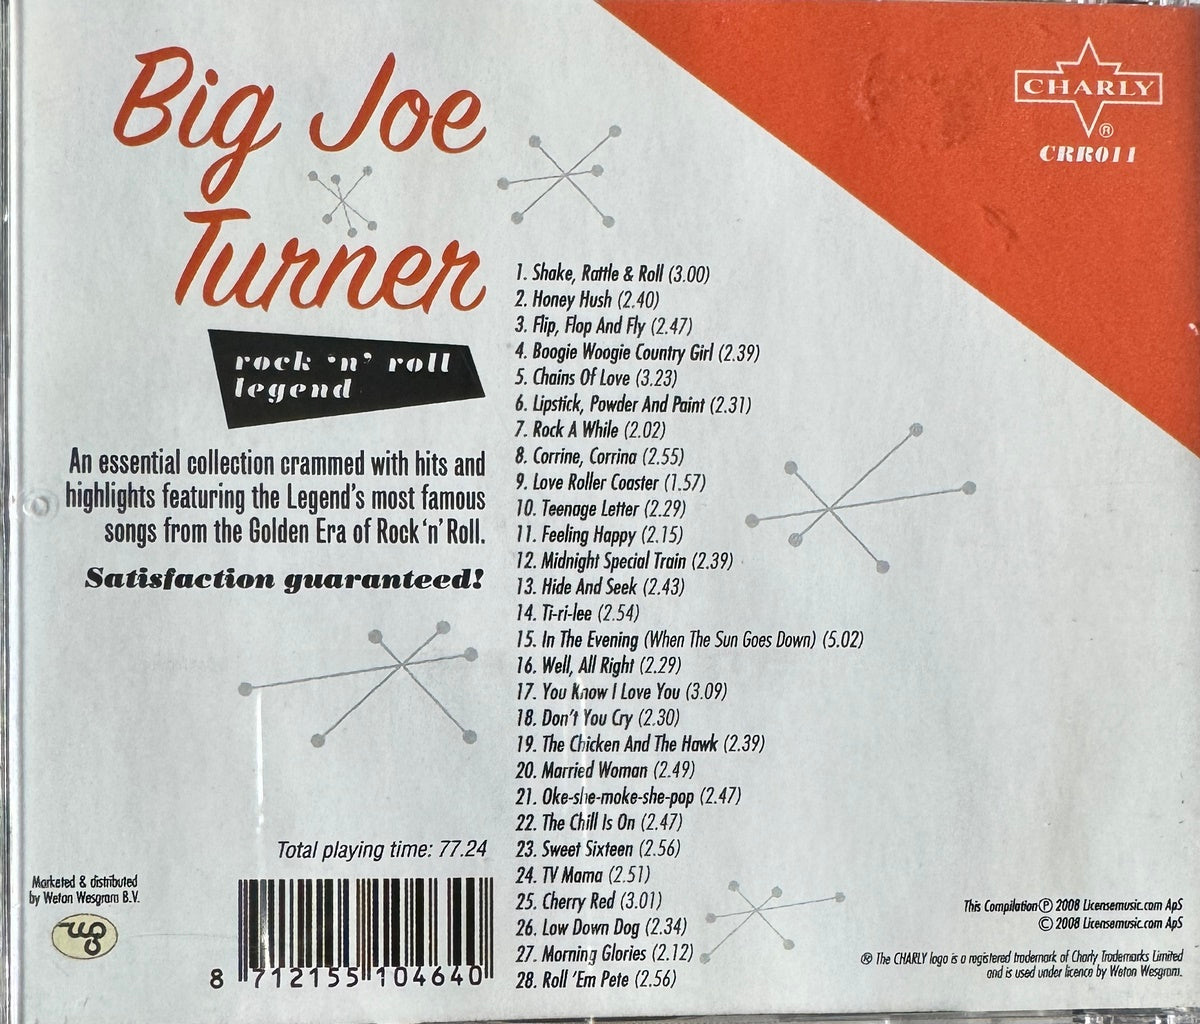 Big Joe
Turner
rock 'n' roll
legend
An essential collection crammed with hits and
highlights featuring the Legend's most famous
songs from the Golden Era of Rock 'n' Roll.
Satisfaction guaranteed!
CHARLY
®
CRR011
1. Shake, Rattle & Roll (3.00)
2. Honey Hush (2.40)
3. Flip, Flop And Fly (2.47)
4. Boogie Woogie Country Girl (2.39)
5. Chains Of Love (3.23)
6. Lipstick, Powder And Paint (2.31)
7. Rock A While (2.02)
8. Corrine, Corrina (2.55)
9. Love Roller Coaster (1.57)
10. Teenage Letter (2.29)
11. Feeling Happy (2.15)
12. Midnight Special Train (2.39)
13. Hide And Seek (2.43)
14. Ti-ri-lee (2.54)
15. In The Evening (When The Sun Goes Down) (5.02)
16. Well, All Right (2.29)
17. You Know I Love You (3.09)
18. Don't You Cry (2.30)
19. The Chicken And The Hawk (2.39)
20. Married Woman (2.49)
21. Oke-she-moke-she-pop (2.47)
22. The Chill Is On (2.47)
23. Sweet Sixteen (2.56)
24. TV Mama (2.51)
25. Cherry Red (3.01)
26. Low Down Dog (2.34)
27. Morning Glories (2.12)
28. Roll 'Em Pete (2.56)
Total playing time: 77.24
Marketed & distributed
by Weton Wesgram B.V.
8 712155 104640
This Compilation Ⓟ 2008 Licensemusic.com ApS
© 2008 Licensemusic.com ApS
® The CHARLY logo is a registered trademark of Charly Trademarks Limited
and is used under licence by Weton Wesgram.